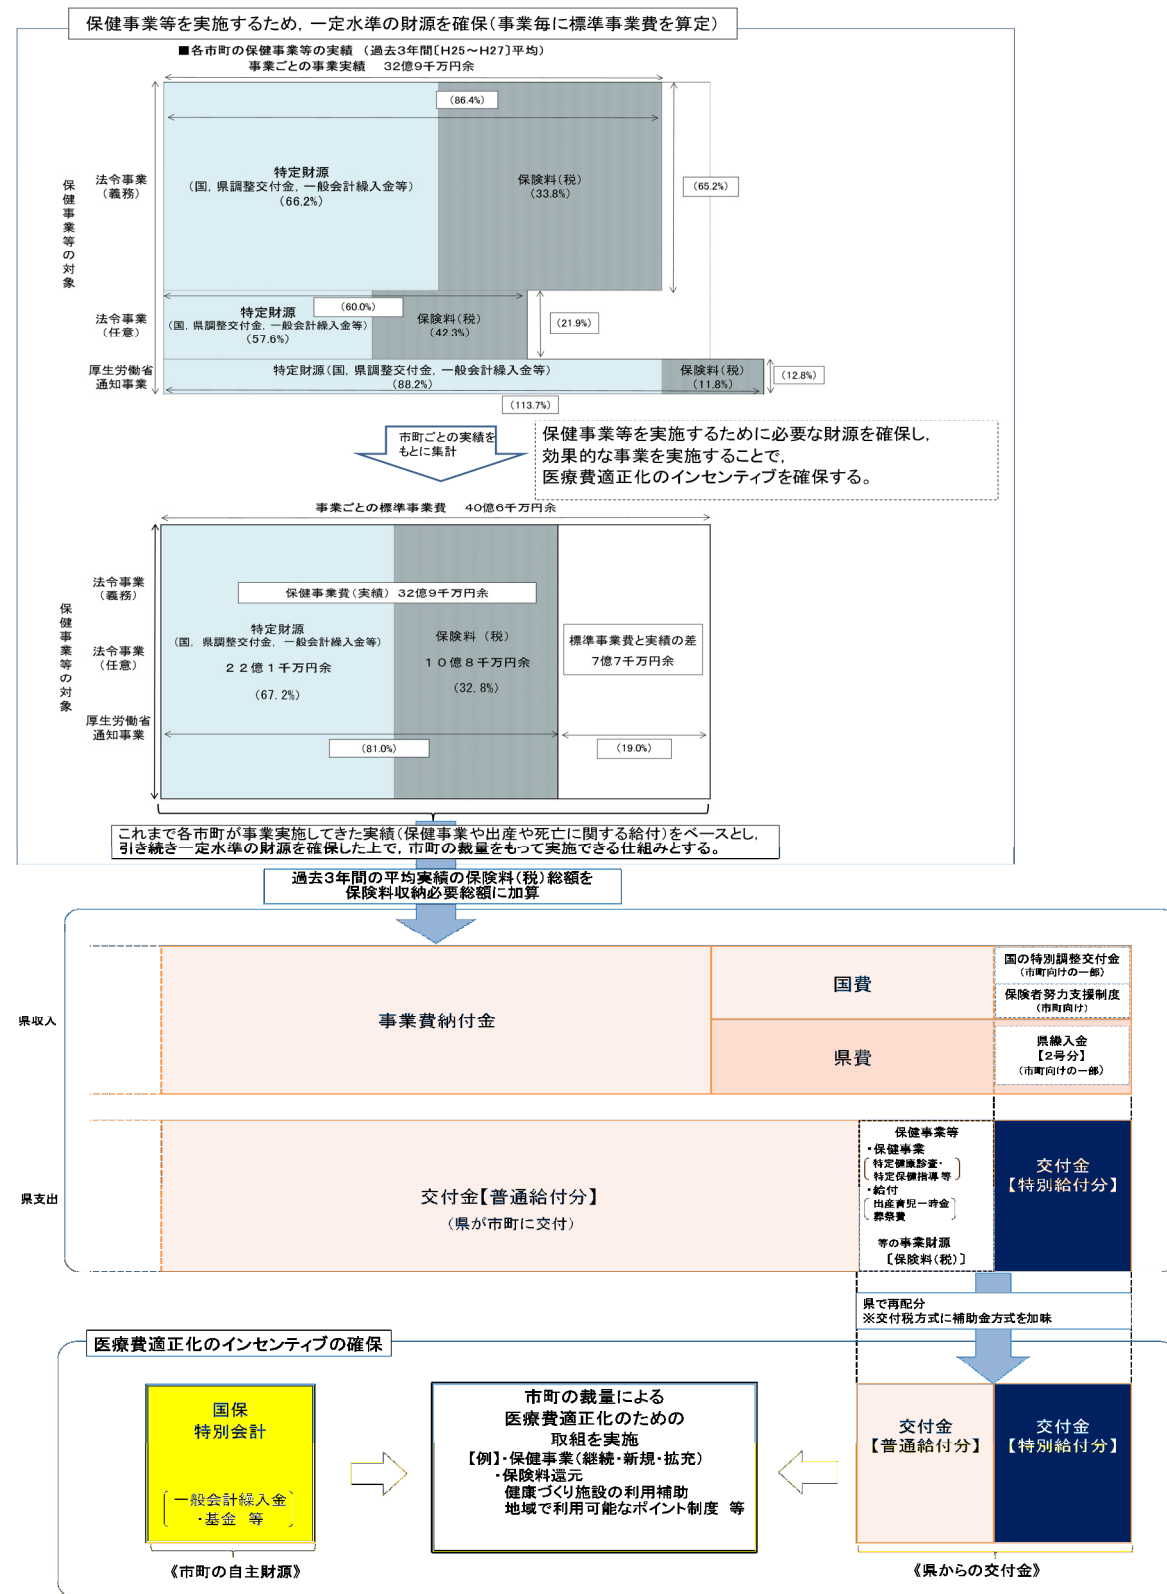 保健事業等を実施するため，一定水準の財源を確保（事業毎に標準事業費を算定）
■各市町の保健事業等の実績　（過去3年間〔H25～H27〕平均）
事業ごとの事業実績　32億9千万円余
（86.4%）
保健事業等の対象
法令事業
（義務）
特定財源
（国，県調整交付金，一般会計繰入金等）
（66.2%）
保険料（税）
（33.8%）
（65.2%）
法令事業
（任意）
（60.0%）
特定財源
（国，県調整交付金，一般会計繰入金等）
（57.6%）
保険料（税）
（42.3%）
（21.9%）
厚生労働省
通知事業
特定財源（国，県調整交付金，一般会計繰入金等）
（88.2%）
保険料（税）
（11.8%）
（12.8%）
（113.7%）
市町ごとの実績を
もとに集計
保健事業等を実施するために必要な財源を確保し，
効果的な事業を実施することで，
医療費適正化のインセンティブを確保する。
事業ごとの標準事業費　40億6千万円余
保健事業等の対象
法令事業
（義務）
法令事業
（任意）
厚生労働省
通知事業
保健事業費（実績）　32億9千万円余
特定財源
（国，県調整交付金，一般会計繰入金等）
２２億１千万円余
（67.2%）
保険料（税）
１０億８千万円余
（32.8%）
標準事業費と実績の差
7億7千万円余
（81.0%）
（19.0%）
これまで各市町が事業実施してきた実績（保健事業や出産や死亡に関する給付）をベースとし，
引き続き一定水準の財源を確保した上で，市町の裁量をもって実施できる仕組みとする。
過去3年間の平均実績の保険料（税）総額を
保険料収納必要総額に加算
県収入
事業費納付金
国費
県費
国の特別調整交付金
（市町向けの一部）
保険者努力支援制度
（市町向け）
県繰入金
【2号分】
（市町向けの一部）
県支出
交付金【普通給付分】
（県が市町に交付）
保健事業等
・保健事業
特定健康診査・
特定保健指導等
・給付
出産育児一時金
葬祭費
等の事業財源
［保険料（税）］
交付金
【特別給付分】
県で再配分
※交付税方式に補助金方式を加味
医療費適正化のインセンティブの確保
国保
特別会計
一般会計繰入金
・基金　等
《市町の自主財源》
市町の裁量による
医療費適正化のための
取組を実施
【例】・保健事業（継続・新規・拡充）
・保険料還元
健康づくり施設の利用補助
地域で利用可能なポイント制度　等
交付金
【普通給付分】
交付金
【特別給付分】
《県からの交付金》